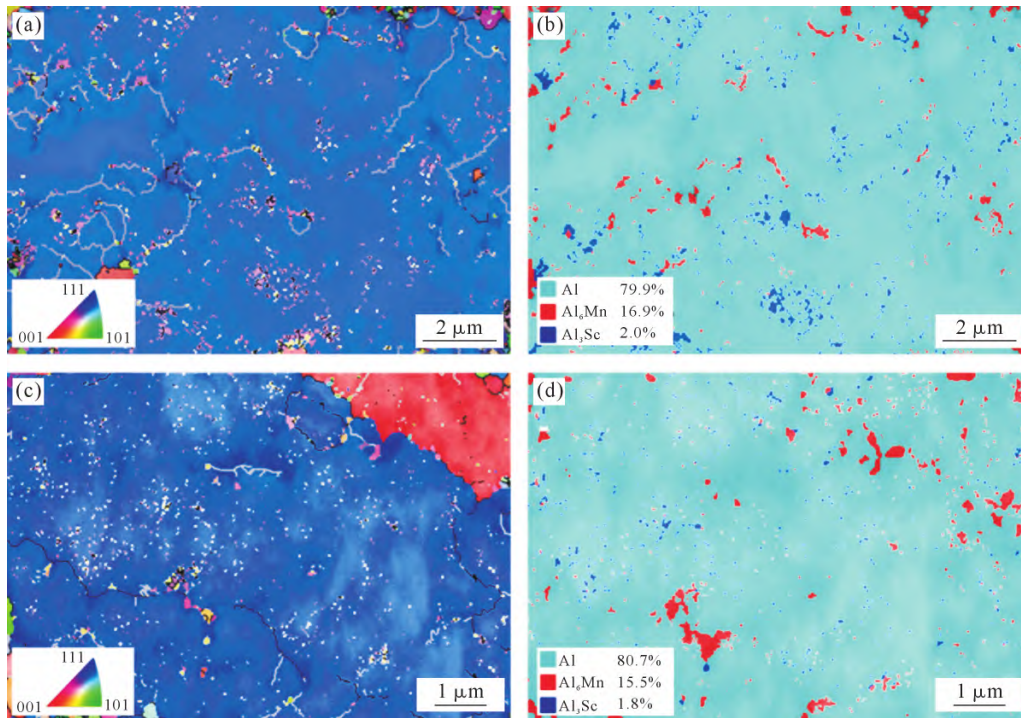 (a)
111
001 101
2 μm
(b)
Al 79.9%
Al₆Mn 16.9%
Al₃Sc 2.0%
2 μm
(c)
111
001 101
1 μm
(d)
Al 80.7%
Al₆Mn 15.5%
Al₃Sc 1.8%
1 μm